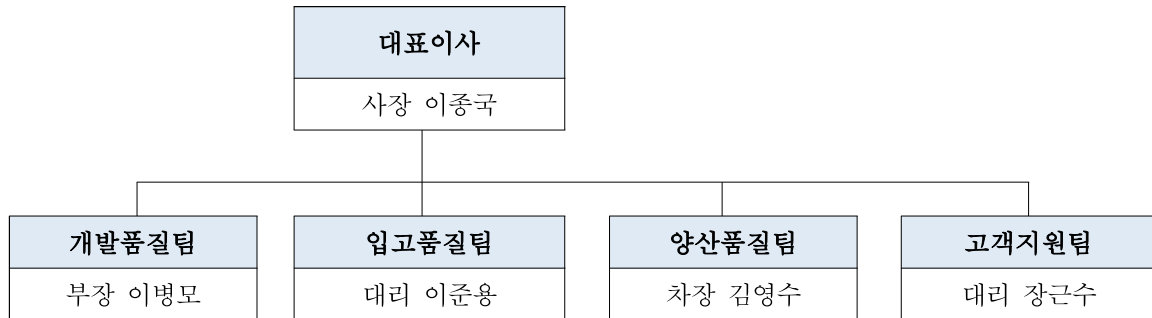 대표이사
사장 이종국
개발품질팀
부장 이병모
입고품질팀
대리 이준용
양산품질팀
차장 김영수
고객지원팀
대리 장근수